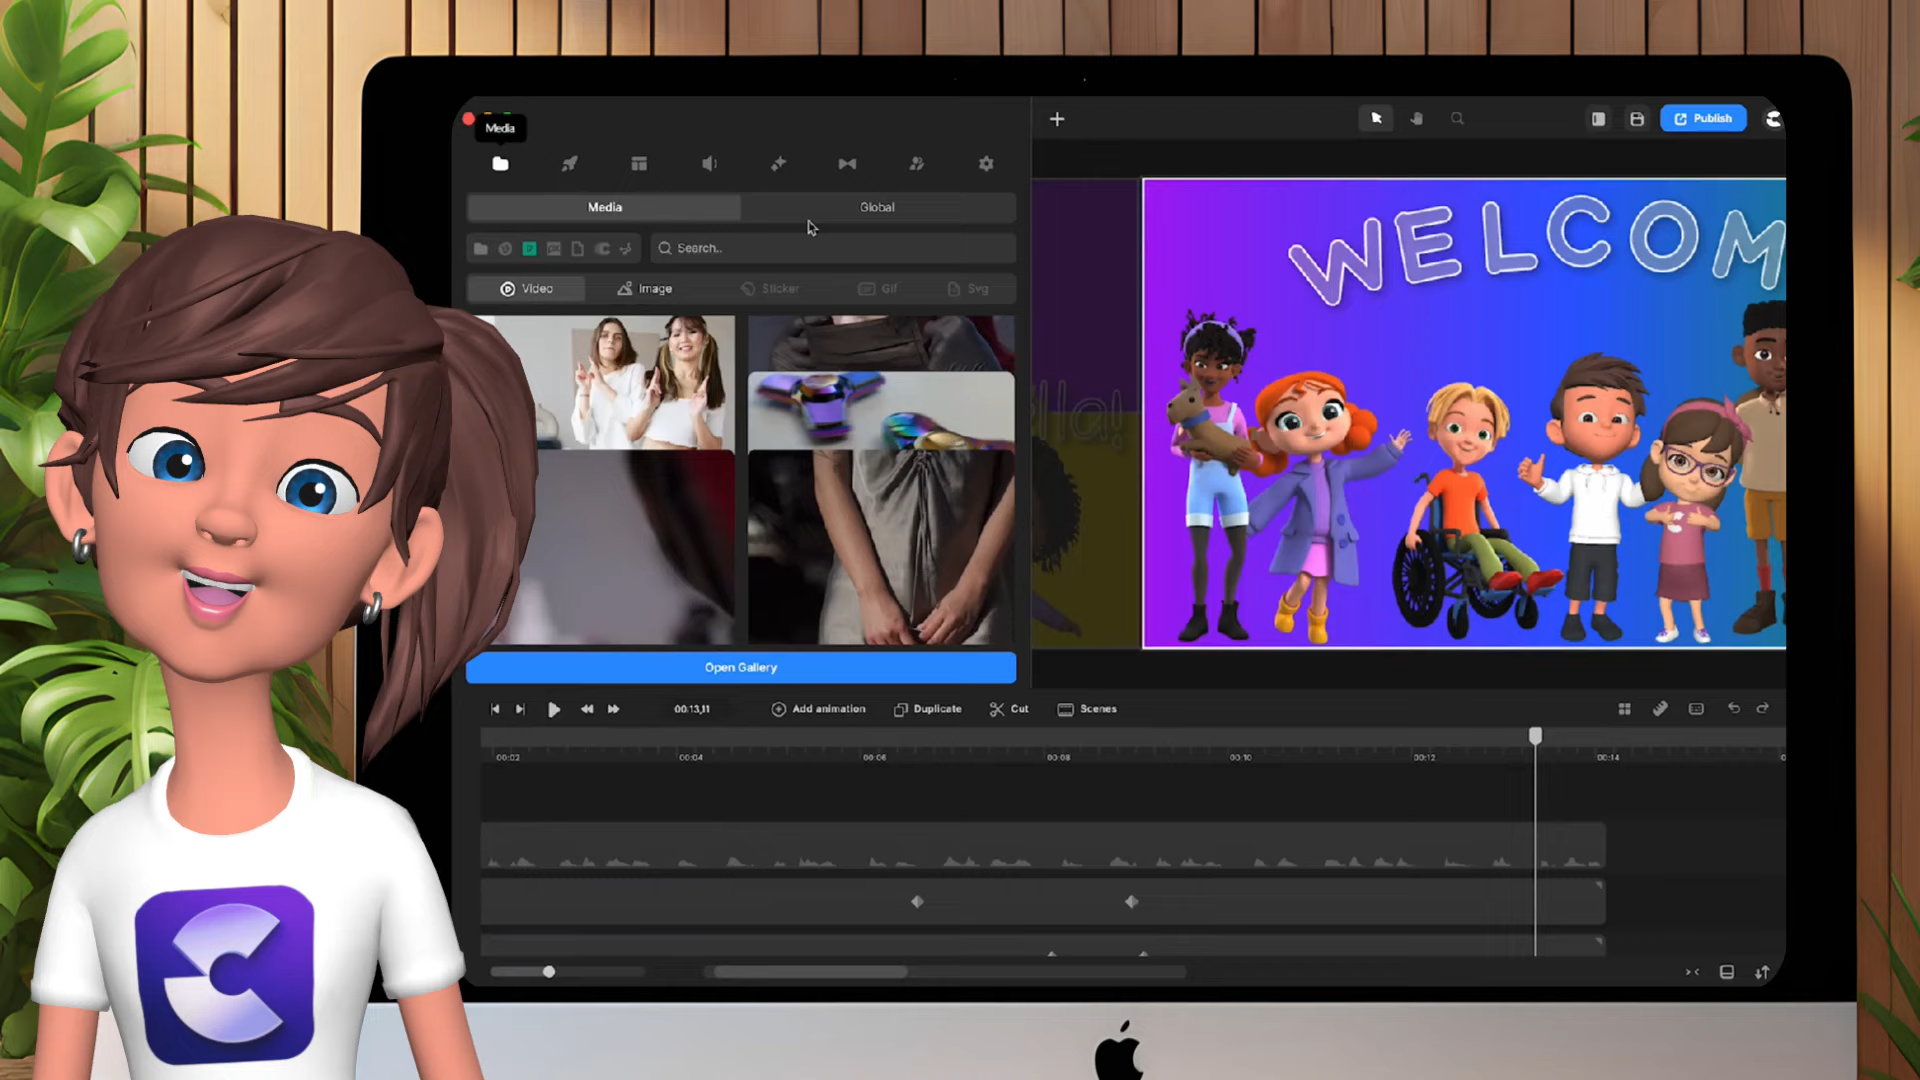 Media
Publish
Media Global
Search..
Video Image Sticker Gif Svg
WELCOM
lla!
Open Gallery
00:13,11 Add animation Duplicate Cut Scenes
00:02 00:04 00:06 00:08 00:10 00:12 00:14